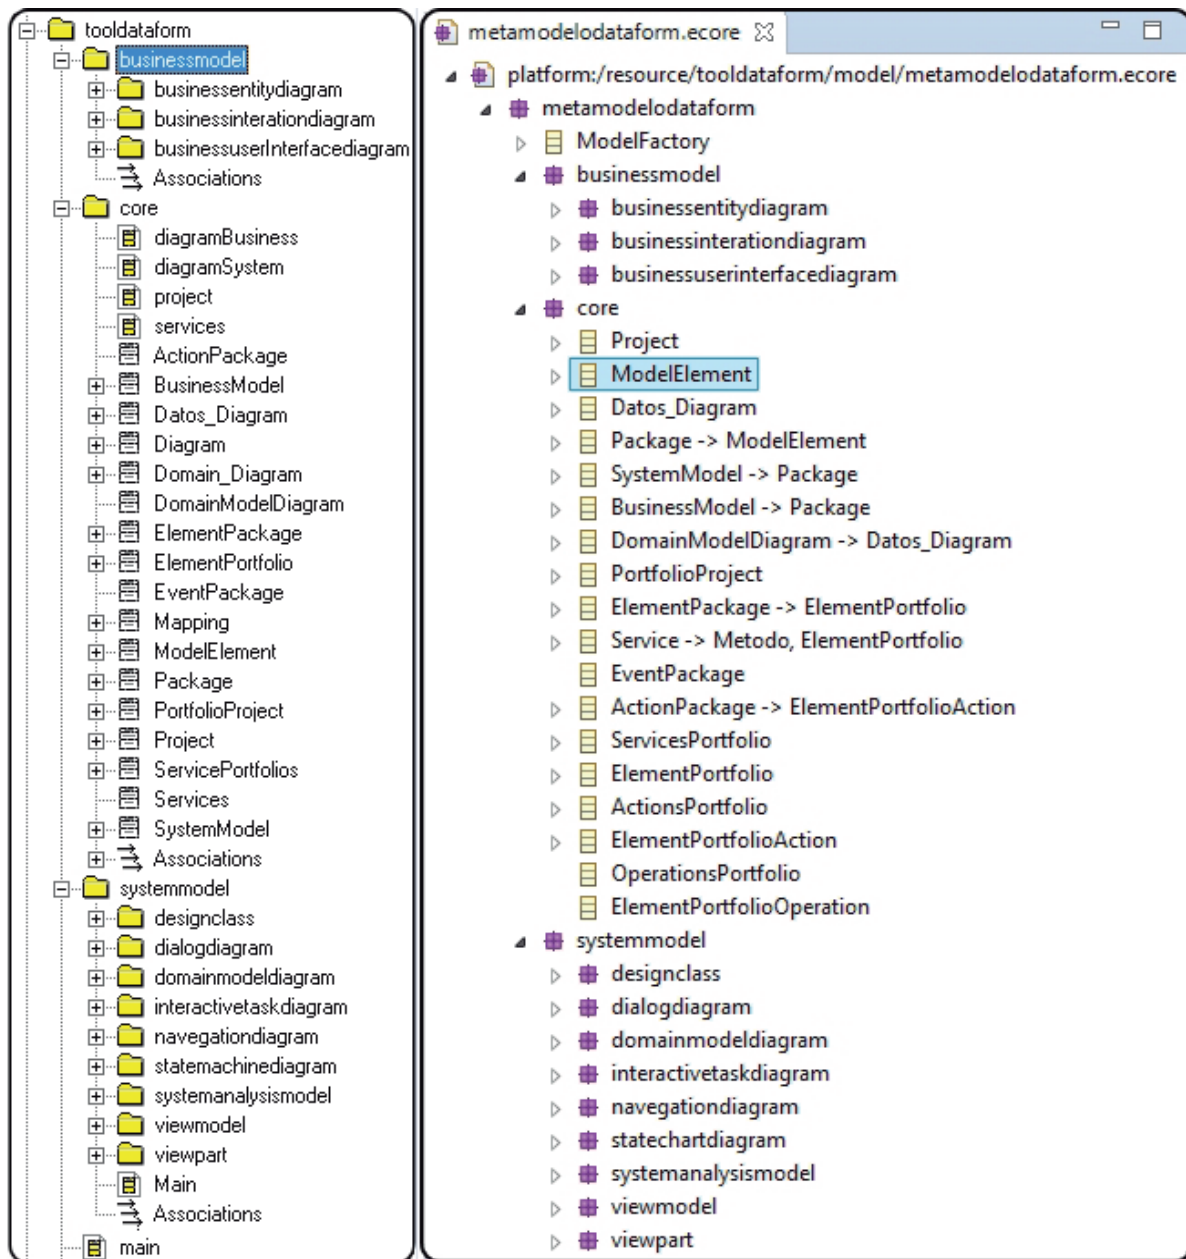 tooldataform
businessmodel
businessentitydiagram
businessinterationdiagram
businessuserInterfacediagram
Associations
core
diagramBusiness
diagramSystem
project
services
ActionPackage
BusinessModel
Datos_Diagram
Diagram
Domain_Diagram
DomainModelDiagram
ElementPackage
ElementPortfolio
EventPackage
Mapping
ModelElement
Package
PortfolioProject
Project
ServicePortfolios
Services
SystemModel
Associations
systemmodel
designclass
dialogdiagram
domainmodeldiagram
interactivetaskdiagram
navegationdiagram
statemachinediagram
systemanalysismodel
viewmodel
viewpart
Main
Associations
main
metamodelodataform.ecore
platform:/resource/tooldataform/model/metamodelodataform.ecore
metamodelodataform
ModelFactory
businessmodel
businessentitydiagram
businessinterationdiagram
businessuserinterfacediagram
core
Project
ModelElement
Datos_Diagram
Package -> ModelElement
SystemModel -> Package
BusinessModel -> Package
DomainModelDiagram -> Datos_Diagram
PortfolioProject
ElementPackage -> ElementPortfolio
Service -> Metodo, ElementPortfolio
EventPackage
ActionPackage -> ElementPortfolioAction
ServicesPortfolio
ElementPortfolio
ActionsPortfolio
ElementPortfolioAction
OperationsPortfolio
ElementPortfolioOperation
systemmodel
designclass
dialogdiagram
domainmodeldiagram
interactivetaskdiagram
navegationdiagram
statechartdiagram
systemanalysismodel
viewmodel
viewpart